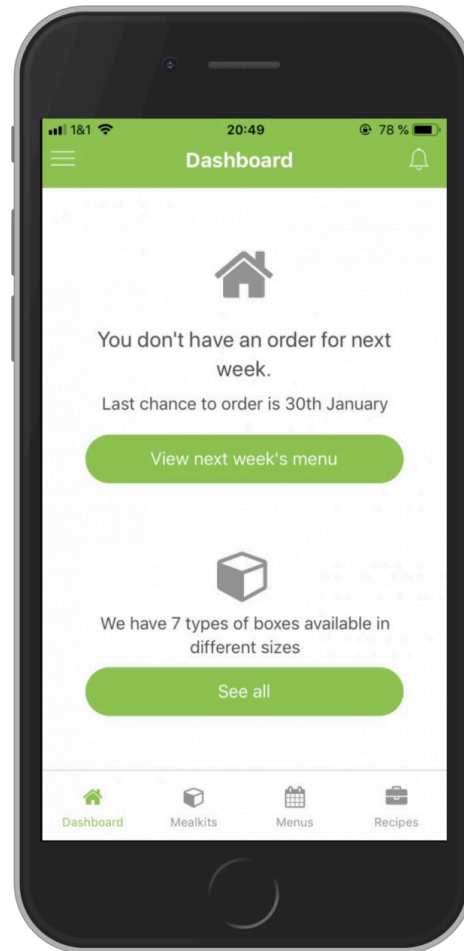 1&1 20:49 78 %
Dashboard
You don't have an order for next
week.
Last chance to order is 30th January
View next week's menu
We have 7 types of boxes available in
different sizes
See all
Dashboard Mealkits Menus Recipes